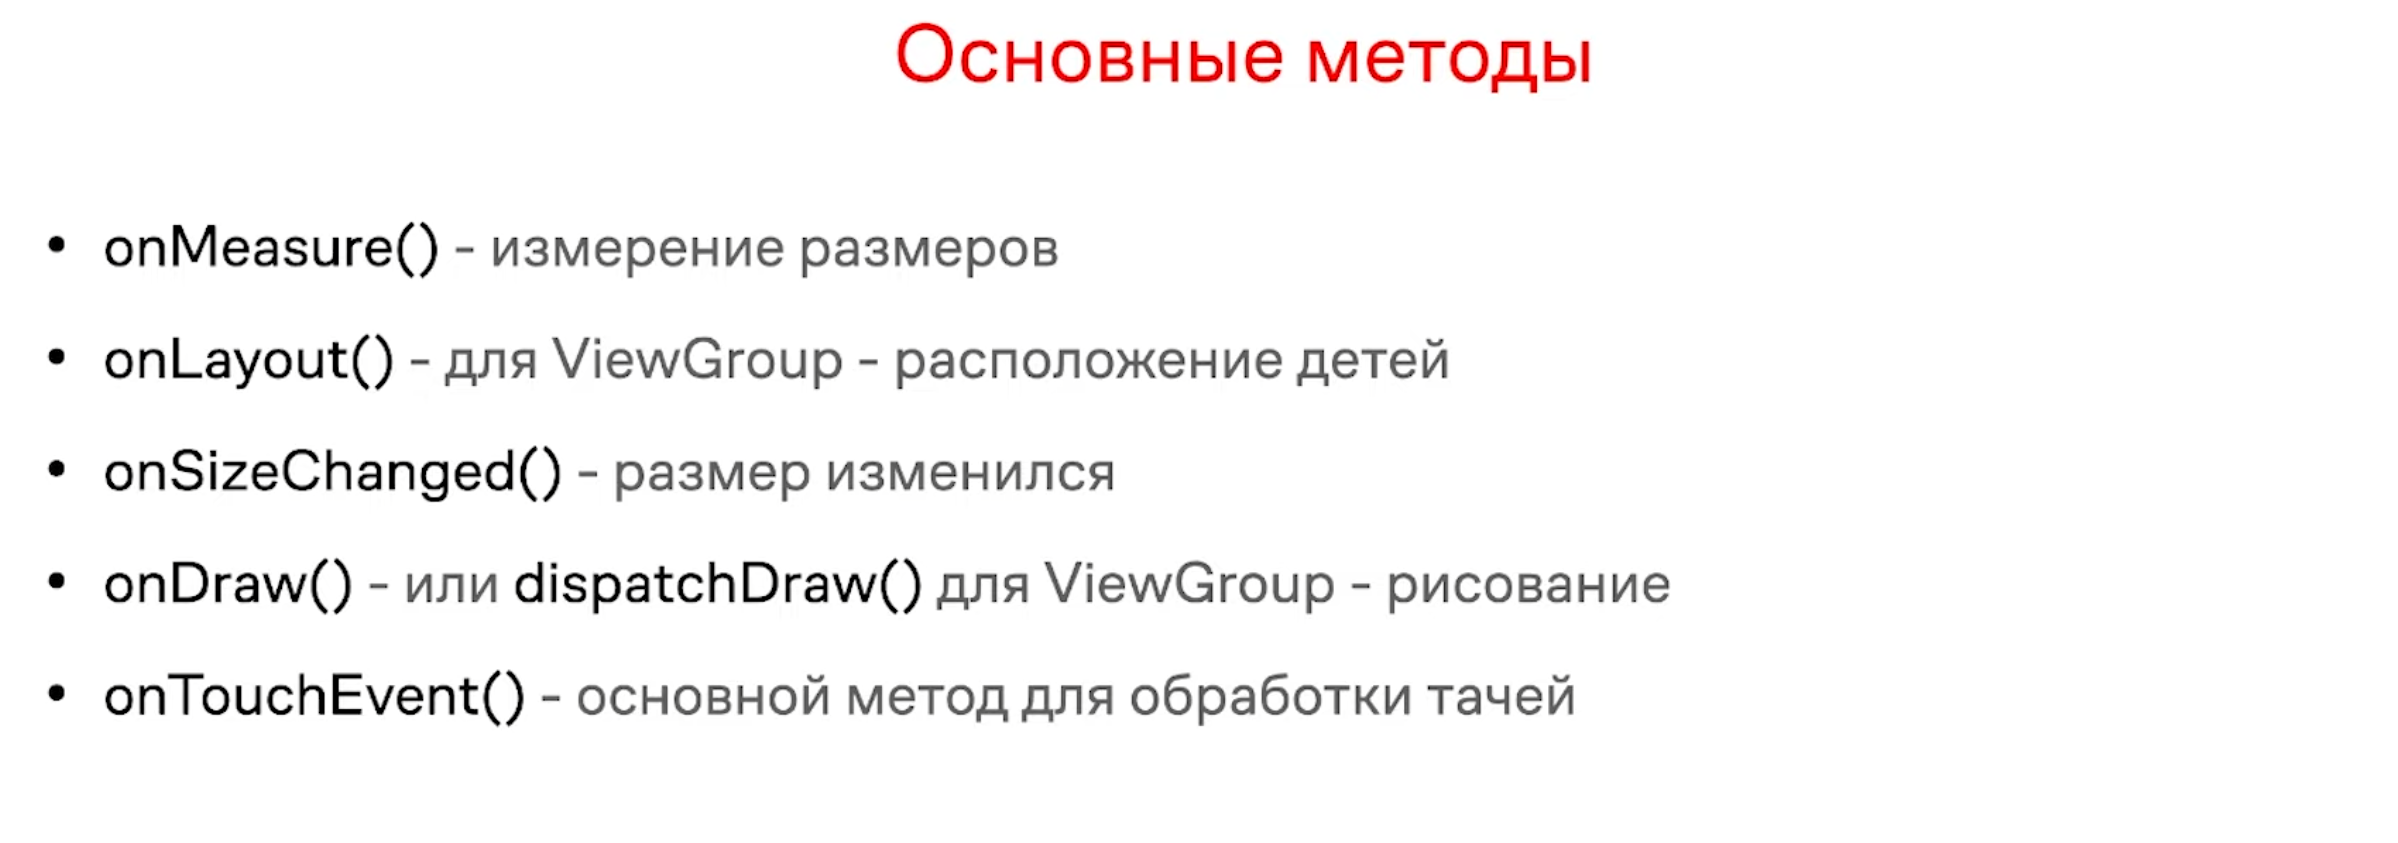 Основные методы
• onMeasure() - измерение размеров
• onLayout() - для ViewGroup - расположение детей
• onSizeChanged() - размер изменился
• onDraw() - или dispatchDraw() для ViewGroup - рисование
• onTouchEvent() - основной метод для обработки тачей